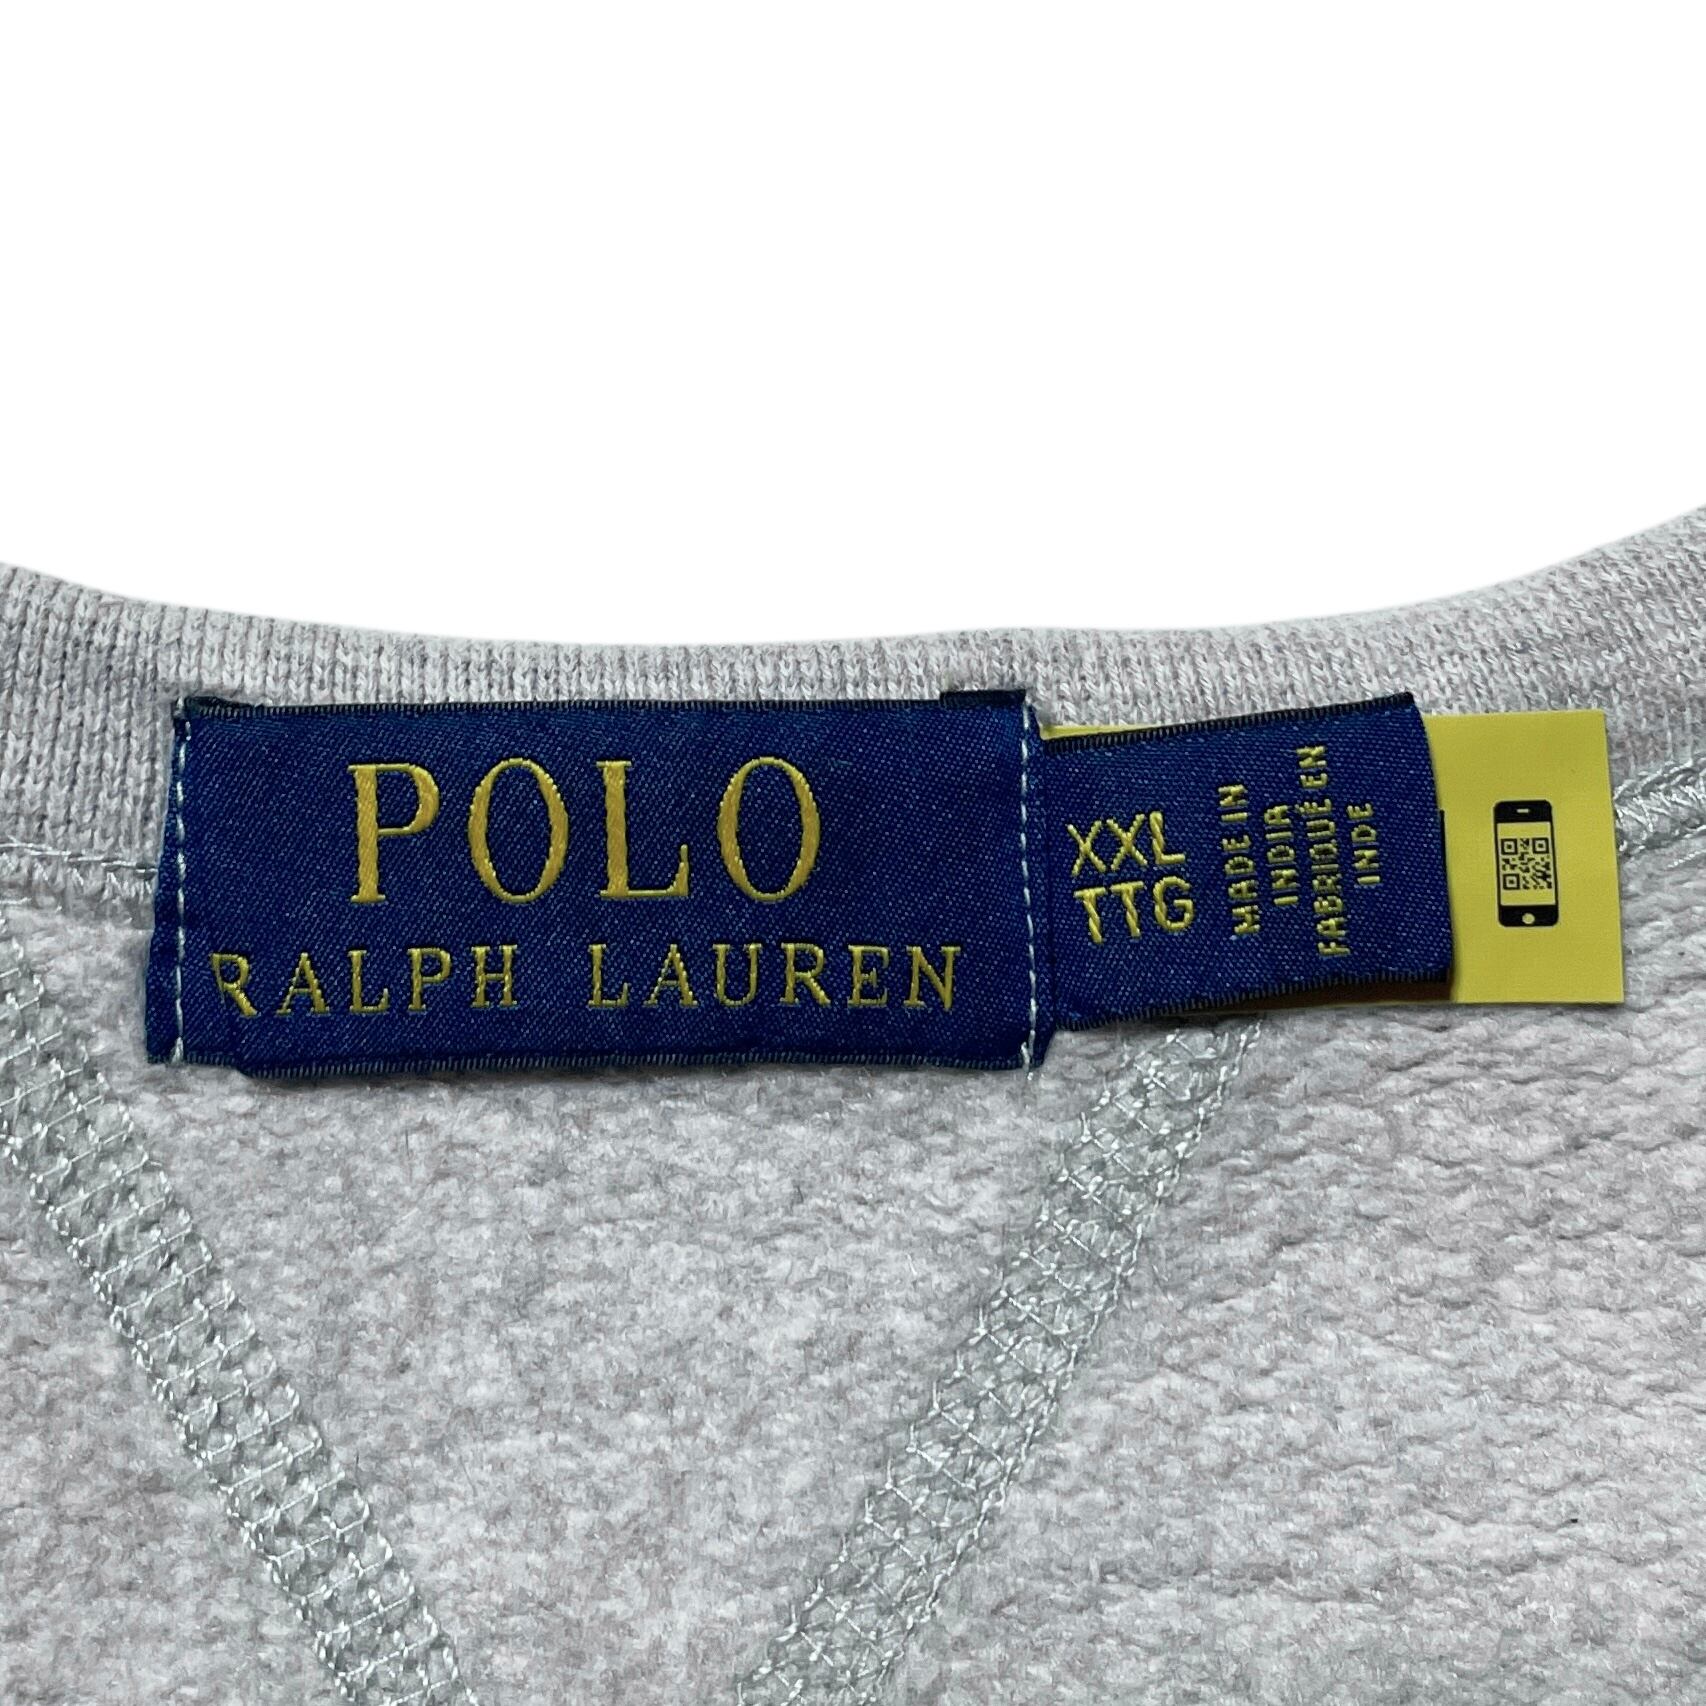 POLO
RALPH LAUREN
XXL
TTG
MADE IN
INDIA
FABRIQUÉ EN
INDE